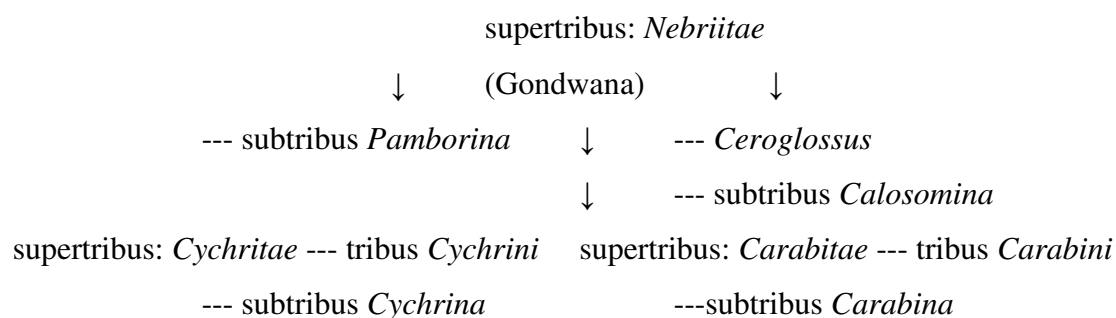 supertribus: Nebriitae
↓ (Gondwana) ↓
--- subtribus Pamborina ↓ --- Ceroglossus
↓ --- subtribus Calosomina
supertribus: Cychritae --- tribus Cychrini supertribus: Carabitae --- tribus Carabini
--- subtribus Cychrina ---subtribus Carabina